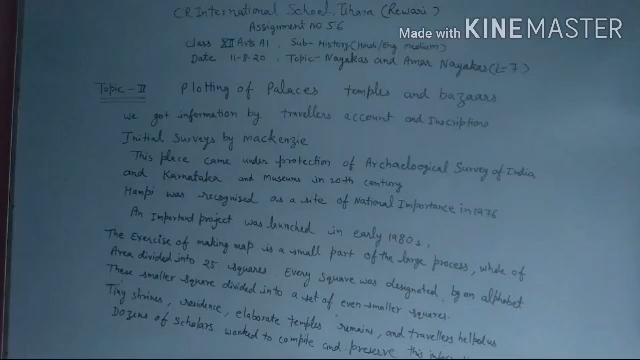 CR International School, Ithara (Rewari)
Assignment no 56
Made with KINEMASTER
Class XII Arts A1, Sub- History (Hindi/Eng medium)
Date 11-8-20, Topic- Nayakas and Amar Nayakas (L-7)
Topic-II Plotting of Palaces temples and bazaars
we got information by travellers account and Inscriptions
Initial surveys by Mackenzie
This place came under protection of Archaeological Survey of India
and Karnataka and Museums in 20th century
Hampi was recognised as a site of National Importance in 1976
An Important project was launched in early 1980s,
The Exercise of making map is a small part of the large process, whole of
Area divided into 25 squares. Every square was designated by an alphabet
These smaller square divided into a set of even smaller squares.
Tiny shrines, residence, elaborate temples remains, and travellers helped us
Dozens of scholars worked to compile and preserve this